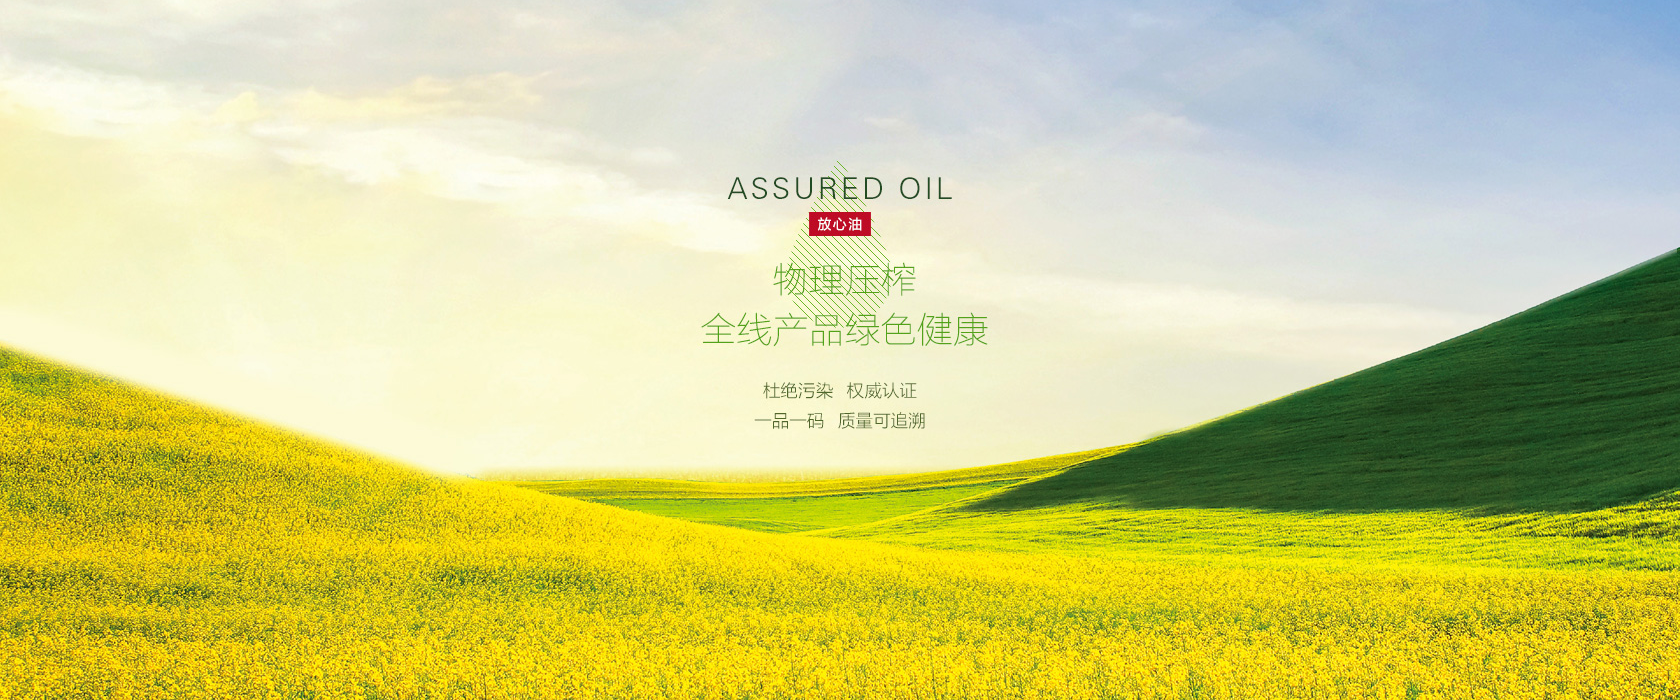 ASSURED OIL
放心油
物理压榨
全线产品绿色健康
杜绝污染 权威认证
一品一码 质量可追溯